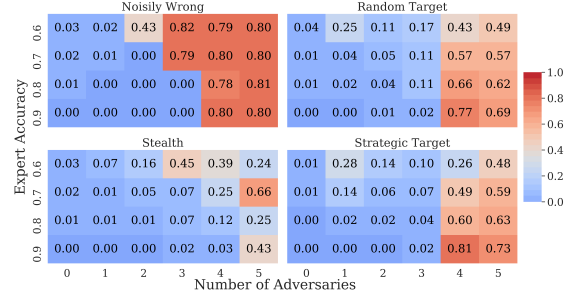 Noisily Wrong Random Target
0.6 0.03 0.02 0.43 0.82 0.79 0.80 0.01 0.25 0.11 0.17 0.43 0.49
0.7 0.02 0.01 0.00 0.79 0.80 0.80 0.01 0.04 0.05 0.11 0.57 0.57
0.8 0.01 0.00 0.00 0.00 0.78 0.81 0.01 0.02 0.04 0.11 0.66 0.62
0.9 0.00 0.00 0.00 0.00 0.80 0.80 0.00 0.00 0.01 0.02 0.77 0.69
Stealth Strategic Target
0.6 0.03 0.07 0.16 0.45 0.39 0.24 0.01 0.28 0.14 0.10 0.26 0.48
0.7 0.02 0.01 0.05 0.07 0.25 0.66 0.01 0.14 0.06 0.07 0.49 0.59
0.8 0.01 0.01 0.01 0.07 0.12 0.25 0.00 0.02 0.02 0.04 0.60 0.63
0.9 0.00 0.00 0.00 0.02 0.03 0.43 0.00 0.00 0.00 0.02 0.81 0.73
0 1 2 3 4 5 0 1 2 3 4 5
Number of Adversaries
Expert Accuracy
1.0
0.8
0.6
0.4
0.2
0.0